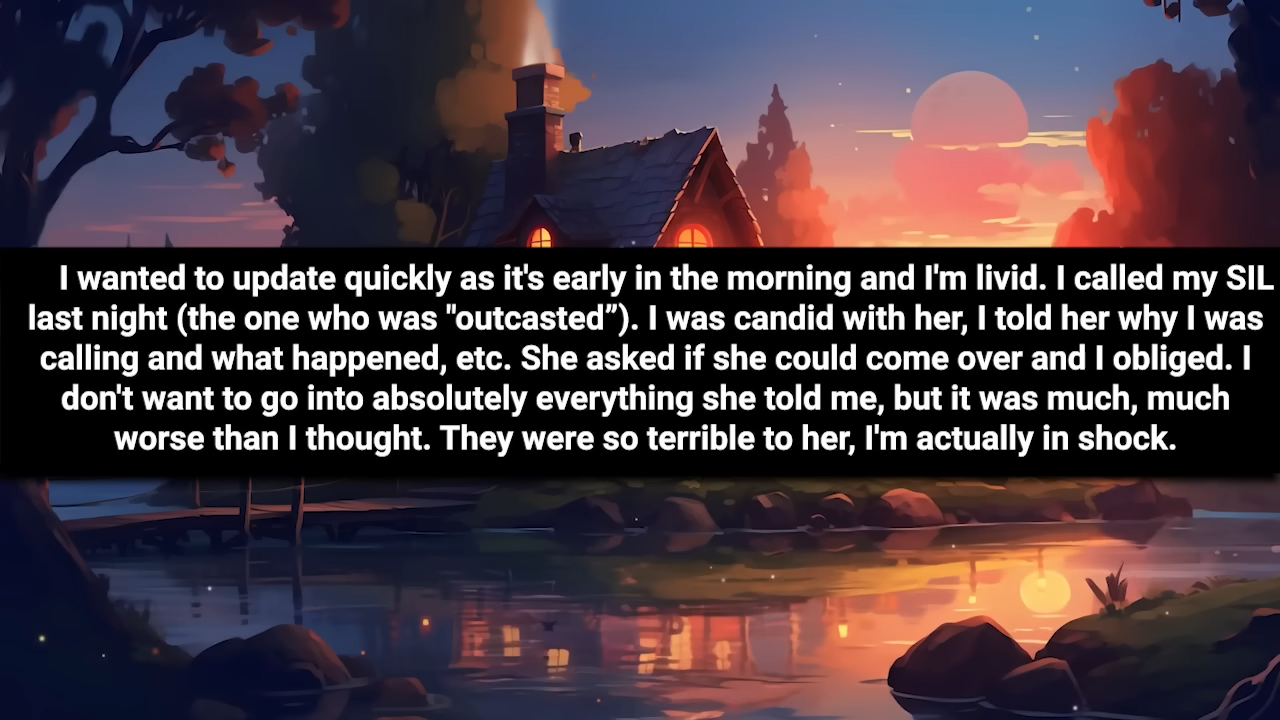 I wanted to update quickly as it's early in the morning and I'm livid. I called my SIL
last night (the one who was "outcasted”). I was candid with her, I told her why I was
calling and what happened, etc. She asked if she could come over and I obliged. I
don't want to go into absolutely everything she told me, but it was much, much
worse than I thought. They were so terrible to her, I'm actually in shock.